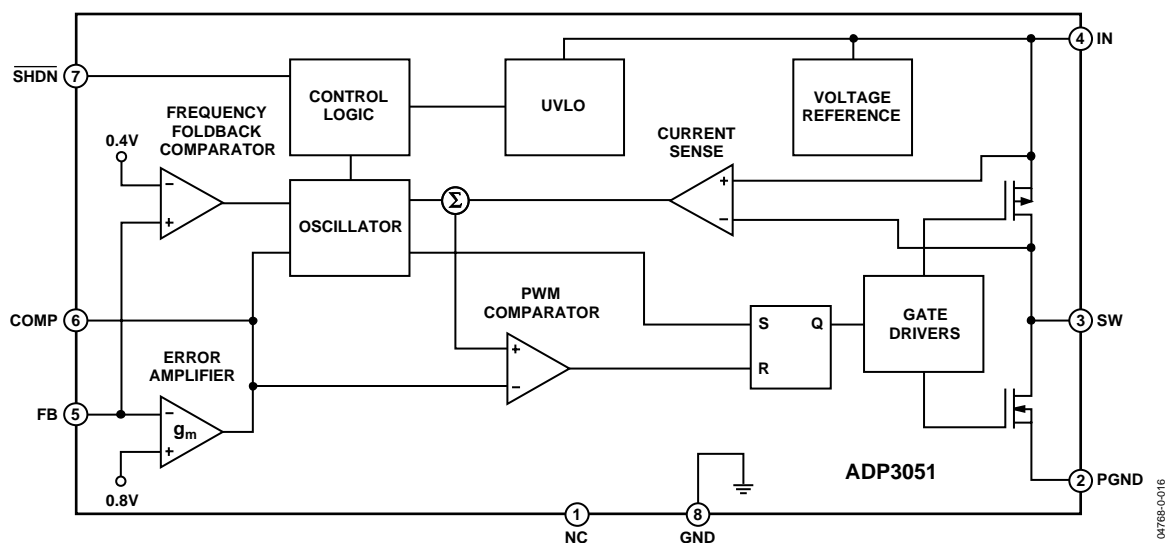 4 IN
SHDN 7
CONTROL
LOGIC
UVLO
VOLTAGE
REFERENCE
FREQUENCY
FOLDBACK
COMPARATOR
0.4V
CURRENT
SENSE
−
+
OSCILLATOR
Σ
+
−
COMP 6
PWM
COMPARATOR
S Q
R
GATE
DRIVERS
3 SW
+
−
ERROR
AMPLIFIER
FB 5
−
gm
+
0.8V
ADP3051
2 PGND
1
NC
8
GND
04768-0-016